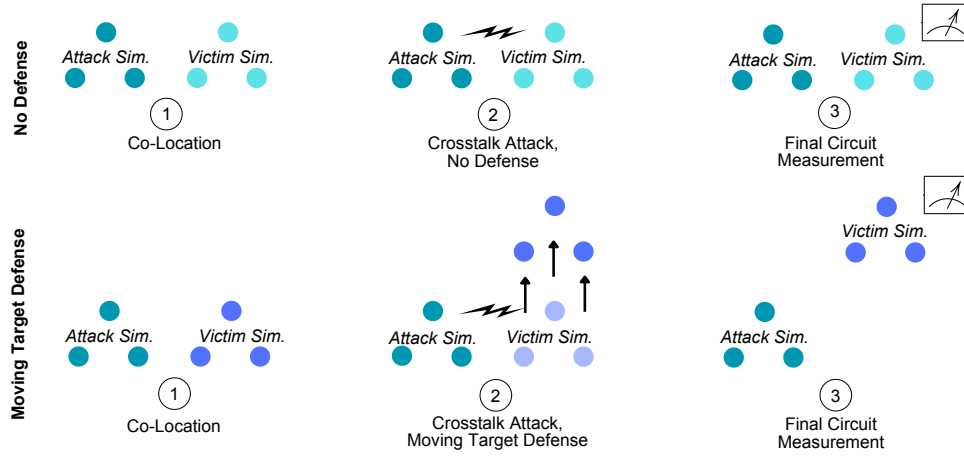 No Defense
Attack Sim.
Victim Sim.
1
Co-Location
Attack Sim.
Victim Sim.
2
Crosstalk Attack,
No Defense
Attack Sim.
Victim Sim.
3
Final Circuit
Measurement
Moving Target Defense
Attack Sim.
Victim Sim.
1
Co-Location
Attack Sim.
Victim Sim.
2
Crosstalk Attack,
Moving Target Defense
Victim Sim.
Attack Sim.
3
Final Circuit
Measurement